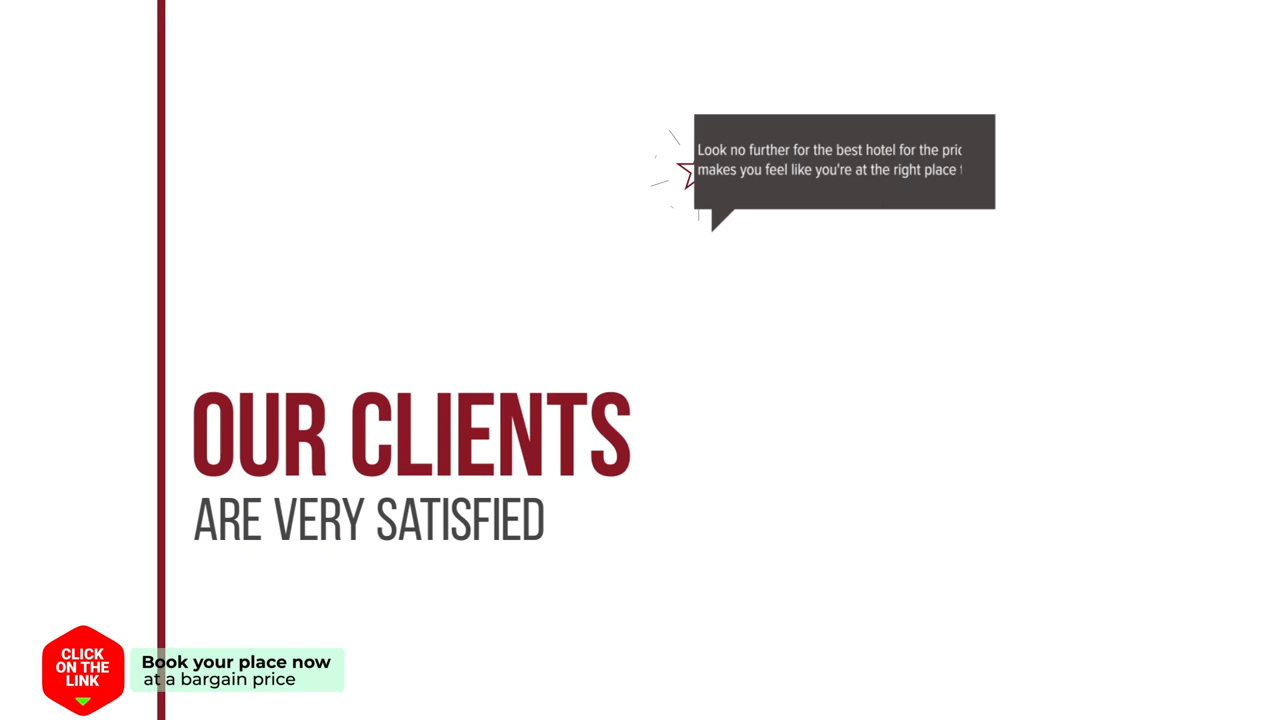 Look no further for the best hotel for the
makes you feel like you're at the right place
OUR CLIENTS
ARE VERY SATISFIED
CLICK
ON THE
LINK
Book your place now
at a bargain price